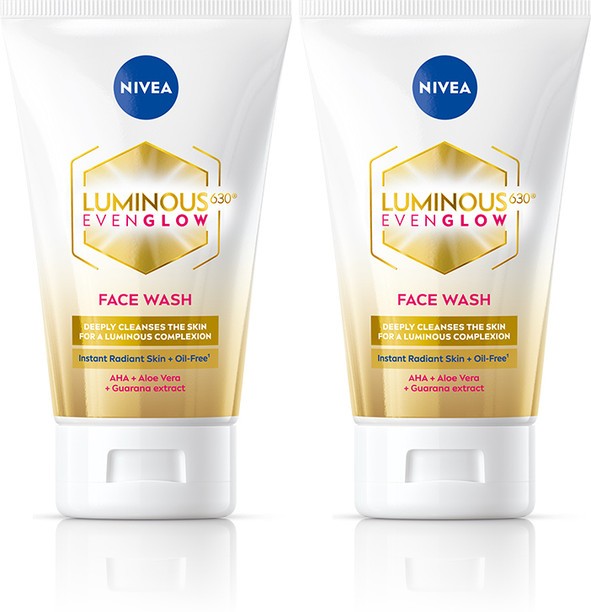 NIVEA
LUMINOUS630®
EVENGLOW
FACE WASH
DEEPLY CLEANSES THE SKIN
FOR A LUMINOUS COMPLEXION
Instant Radiant Skin + Oil-Free¹
AHA + Aloe Vera
+ Guarana extract
NIVEA
LUMINOUS630®
EVENGLOW
FACE WASH
DEEPLY CLEANSES THE SKIN
FOR A LUMINOUS COMPLEXION
Instant Radiant Skin + Oil-Free¹
AHA + Aloe Vera
+ Guarana extract